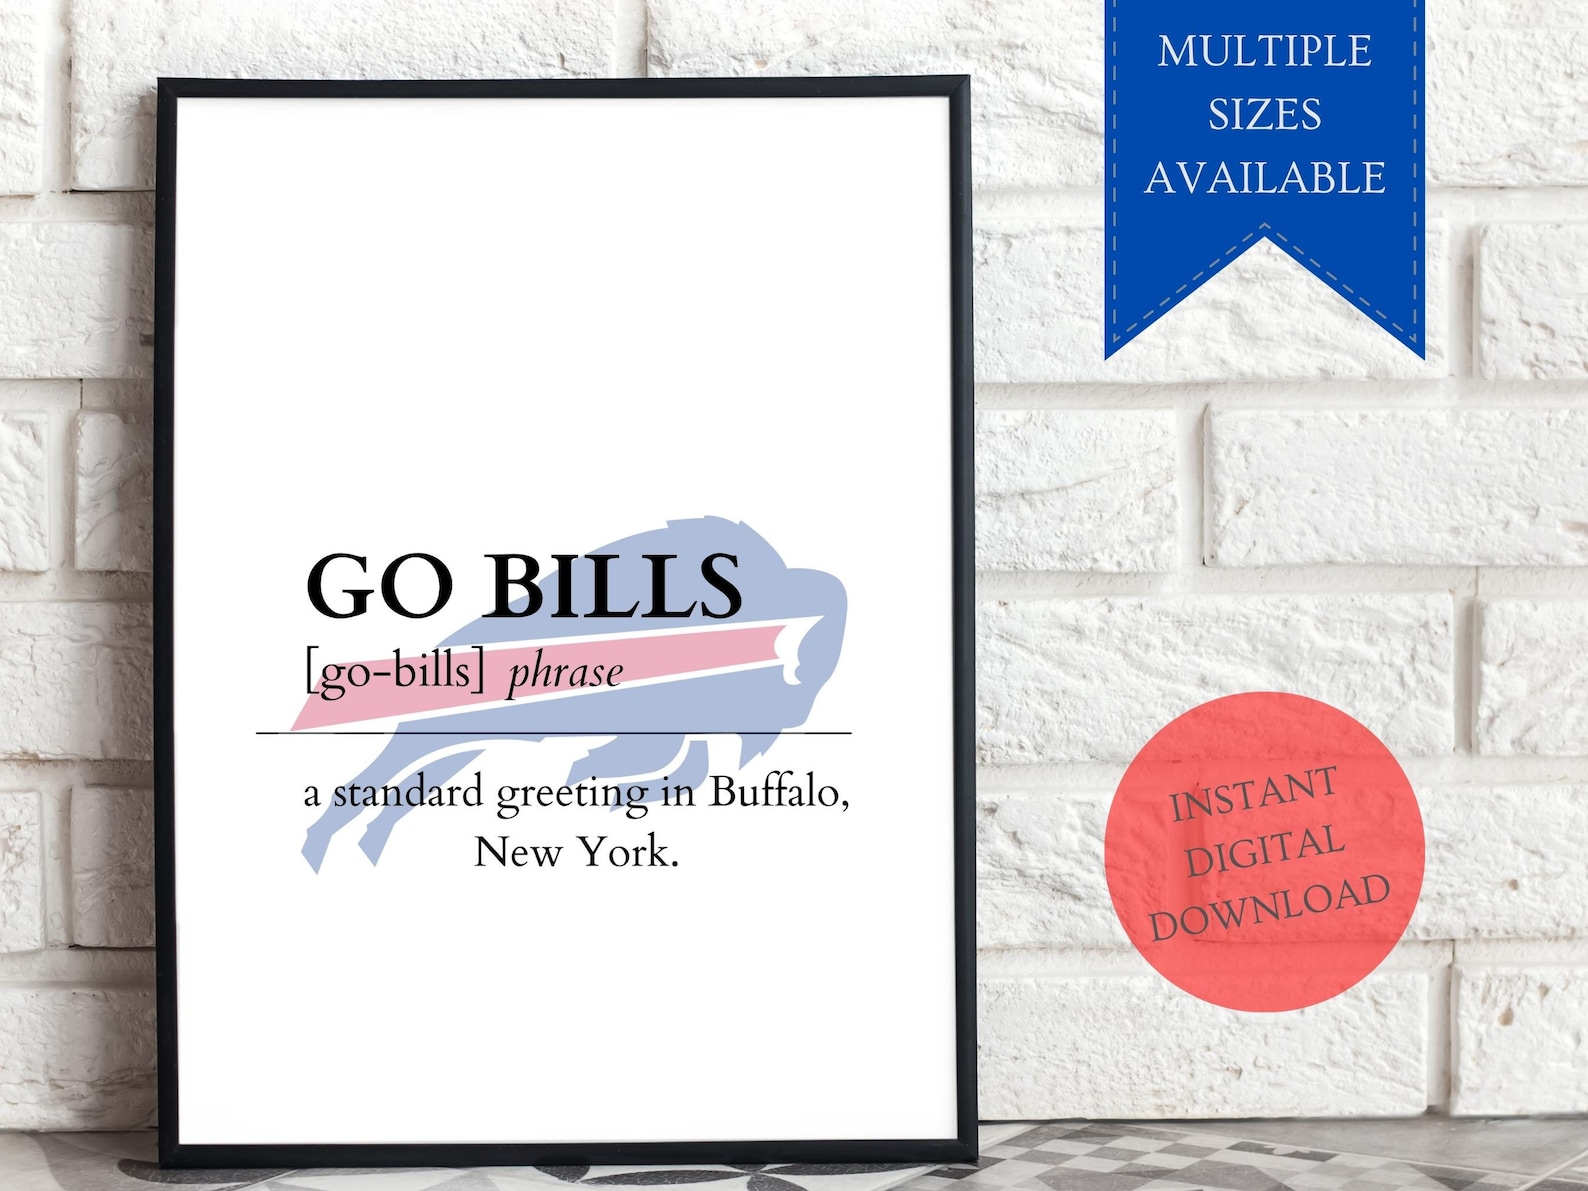 MULTIPLE
SIZES
AVAILABLE
GO BILLS
[go-bills] phrase
a standard greeting in Buffalo,
New York.
INSTANT
DIGITAL
DOWNLOAD